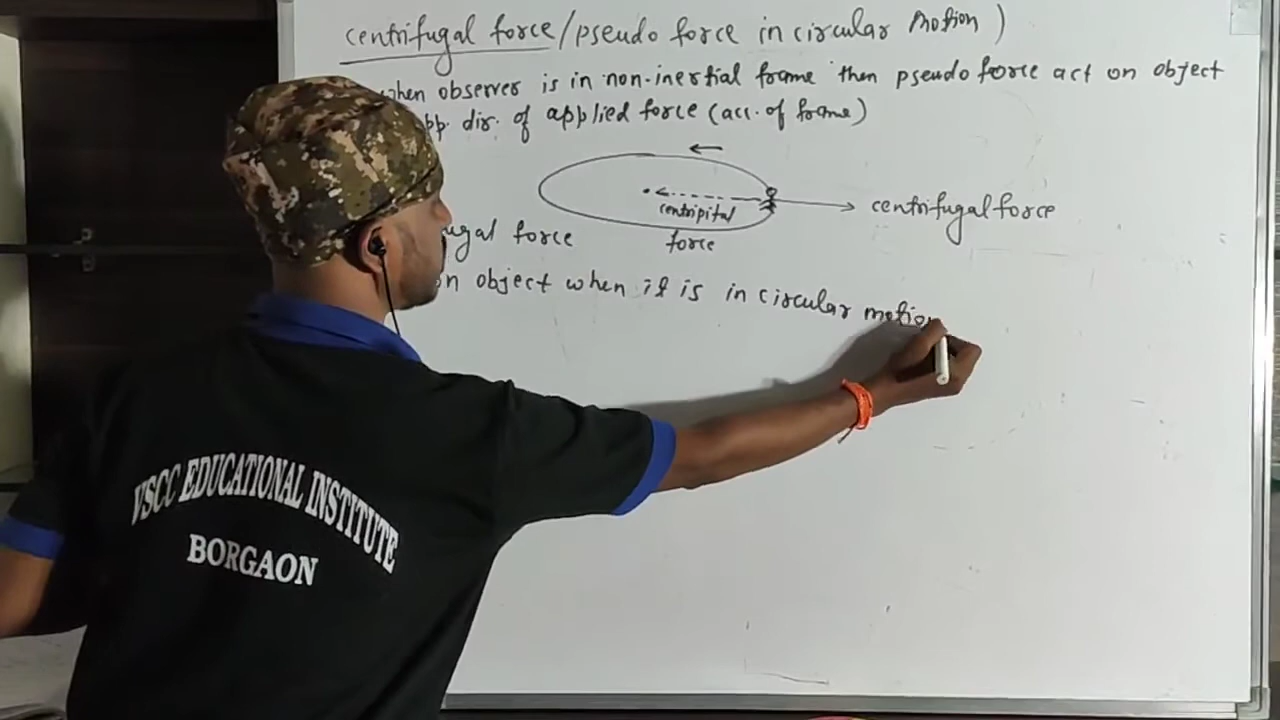 centrifugal force/pseudo force in circular Motion)
when observer is in non-inertial frame then pseudo force act on object
opp. dir. of applied force (acc. of frame)
centripital
force
centrifugal force
ugal force
on object when it is in circular motion
VSCC EDUCATIONAL INSTITUTE
BORGAON